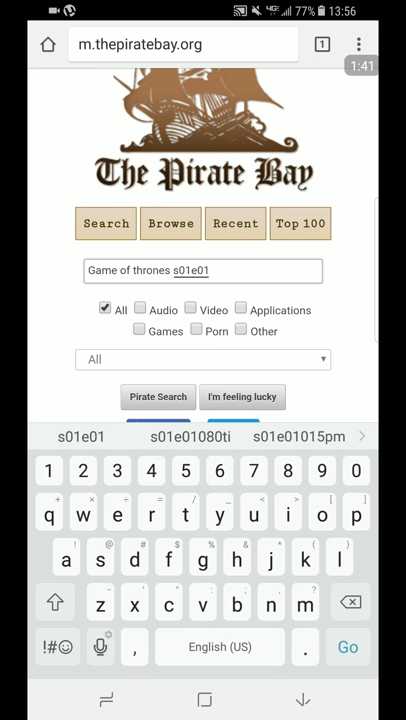 77% 13:56
m.thepiratebay.org 1
1:41
The Pirate Bay
Search Browse Recent Top 100
Game of thrones s01e01
All Audio Video Applications
Games Porn Other
All
Pirate Search I'm feeling lucky
s01e01 s01e01080ti s01e01015pm
1 2 3 4 5 6 7 8 9 0
q w e r t y u i o p
a s d f g h j k l
z x c v b n m
!#☺ , English (US) . Go